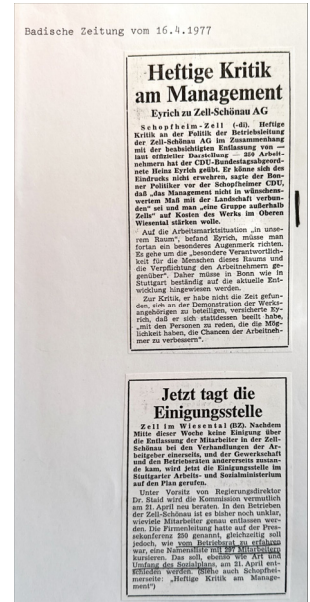 Badische Zeitung vom 16.4.1977
Heftige Kritik
am Management
Eyrich zu Zell-Schönau AG
Schopfheim-Zell (-di). Heftige
Kritik an der Politik der Betriebsleitung
der Zell-Schönau AG im Zusammenhang
mit der beabsichtigten Entlassung von —
laut offizieller Darstellung — 250 Arbeit-
nehmern hat der CDU-Bundestagsabgeord-
nete Heinz Eyrich geübt. Er könne sich des
Eindrucks nicht erwehren, sagte der Bon-
ner Politiker vor der Schopfheimer CDU,
daß „das Management nicht in wünschens-
wertem Maß mit der Landschaft verbun-
den“ sei und man „eine Gruppe außerhalb
Zells“ auf Kosten des Werks im Oberen
Wiesental stärken wolle.
Auf die Arbeitsmarktsituation „in unse-
rem Raum“, befand Eyrich, müsse man
fortan ein besonderes Augenmerk richten.
Es gehe um die „besondere Verantwortlich-
keit für die Menschen dieses Raums und
die Verpflichtung den Arbeitnehmern ge-
genüber“. Daher müsse in Bonn wie in
Stuttgart beständig auf die aktuelle Ent-
wicklung hingewiesen werden.
Zur Kritik, er habe nicht die Zeit gefun-
den, sich an der Demonstration der Werks-
angehörigen zu beteiligen, versicherte Ey-
rich, daß er sich stattdessen beeilt habe,
„mit den Personen zu reden, die die Mög-
lichkeit haben, die Chancen der Arbeitneh-
mer zu verbessern“.
Jetzt tagt die
Einigungsstelle
Zell im Wiesental (BZ). Nachdem
Mitte dieser Woche keine Einigung über
die Entlassung der Mitarbeiter in der Zell-
Schönau bei den Verhandlungen der Ar-
beitgeber einerseits, und der Gewerkschaft
und den Betriebsräten andererseits zustan-
de kam, wird jetzt die Einigungsstelle im
Stuttgarter Arbeits- und Sozialministerium
auf den Plan gerufen.
Unter Vorsitz von Regierungsdirektor
Dr. Staid wird die Kommission vermutlich
am 21. April neu beraten. In den Betrieben
der Zell-Schönau ist es bisher noch unklar,
wieviele Mitarbeiter genau entlassen wer-
den. Die Firmenleitung hatte auf der Pres-
sekonferenz 250 genannt, gleichzeitig soll
jedoch, wie vom Betriebsrat zu erfahren
war, eine Namensliste mit 297 Mitarbeitern
kursieren. Das soll, ebenso wie Art und
Umfang des Sozialplans, am 21. April ent-
schieden werden. (Siehe auch Schopfhei-
merseite: „Heftige Kritik am Manage-
ment“)